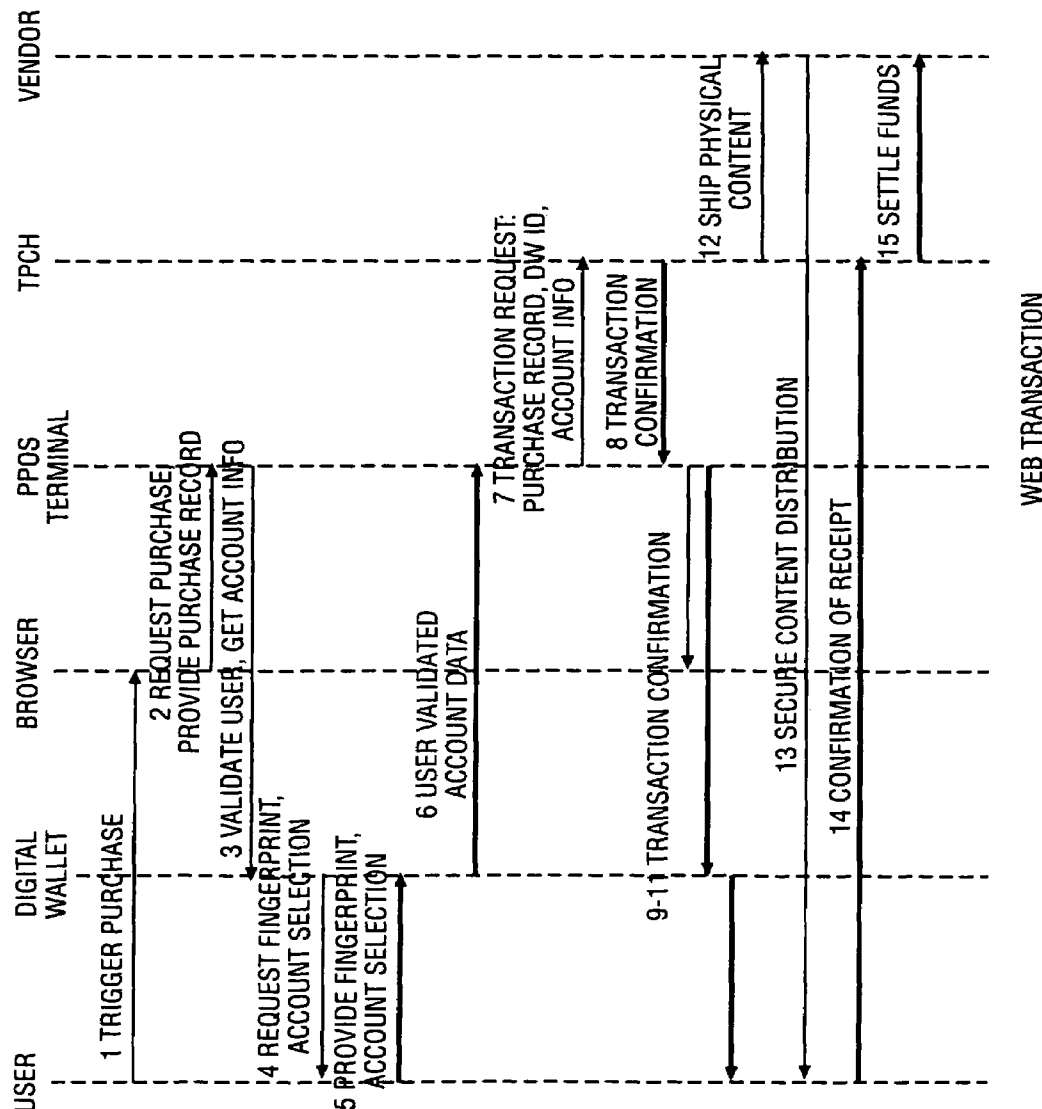 USER
DIGITAL
WALLET
BROWSER
PPOS
TERMINAL
TPCH
VENDOR
1 TRIGGER PURCHASE
2 REQUEST PURCHASE,
PROVIDE PURCHASE RECORD
3 VALIDATE USER, GET ACCOUNT INFO
4 REQUEST FINGERPRINT,
ACCOUNT SELECTION
5 PROVIDE FINGERPRINT,
ACCOUNT SELECTION
6 USER VALIDATED
ACCOUNT DATA
7 TRANSACTION REQUEST:
PURCHASE RECORD, DW ID,
ACCOUNT INFO
8 TRANSACTION
CONFIRMATION
9-11 TRANSACTION CONFIRMATION
12 SHIP PHYSICAL
CONTENT
13 SECURE CONTENT DISTRIBUTION
14 CONFIRMATION OF RECEIPT
15 SETTLE FUNDS
WEB TRANSACTION